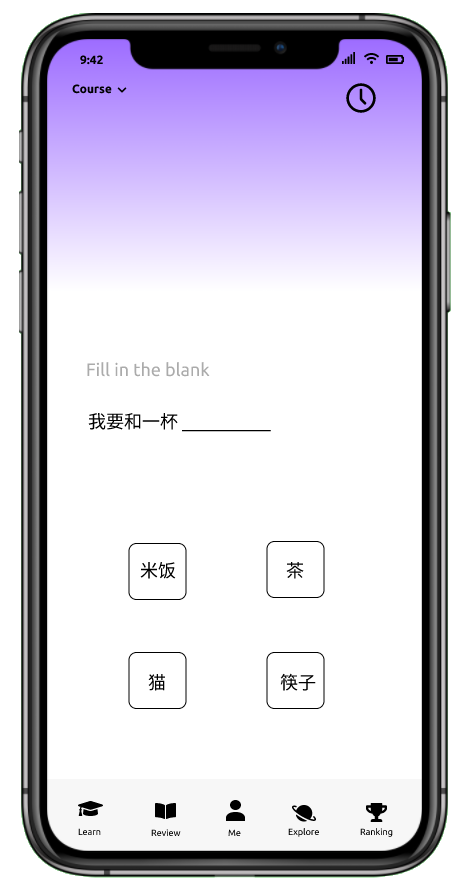 9:42
Course
Fill in the blank
我要和一杯 __________
米饭 茶
猫 筷子
Learn Review Me Explore Ranking